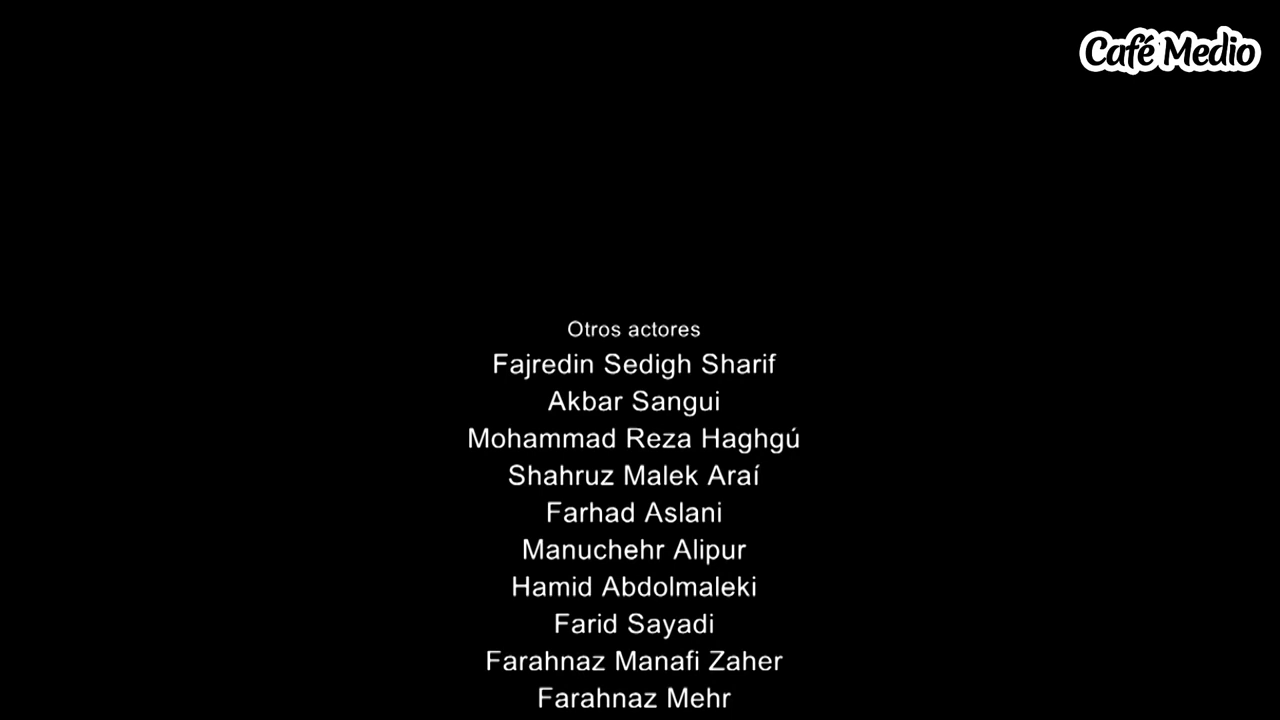 Café Medio
Otros actores
Fajredin Sedigh Sharif
Akbar Sangui
Mohammad Reza Haghgú
Shahruz Malek Araí
Farhad Aslani
Manuchehr Alipur
Hamid Abdolmaleki
Farid Sayadi
Farahnaz Manafi Zaher
Farahnaz Mehr